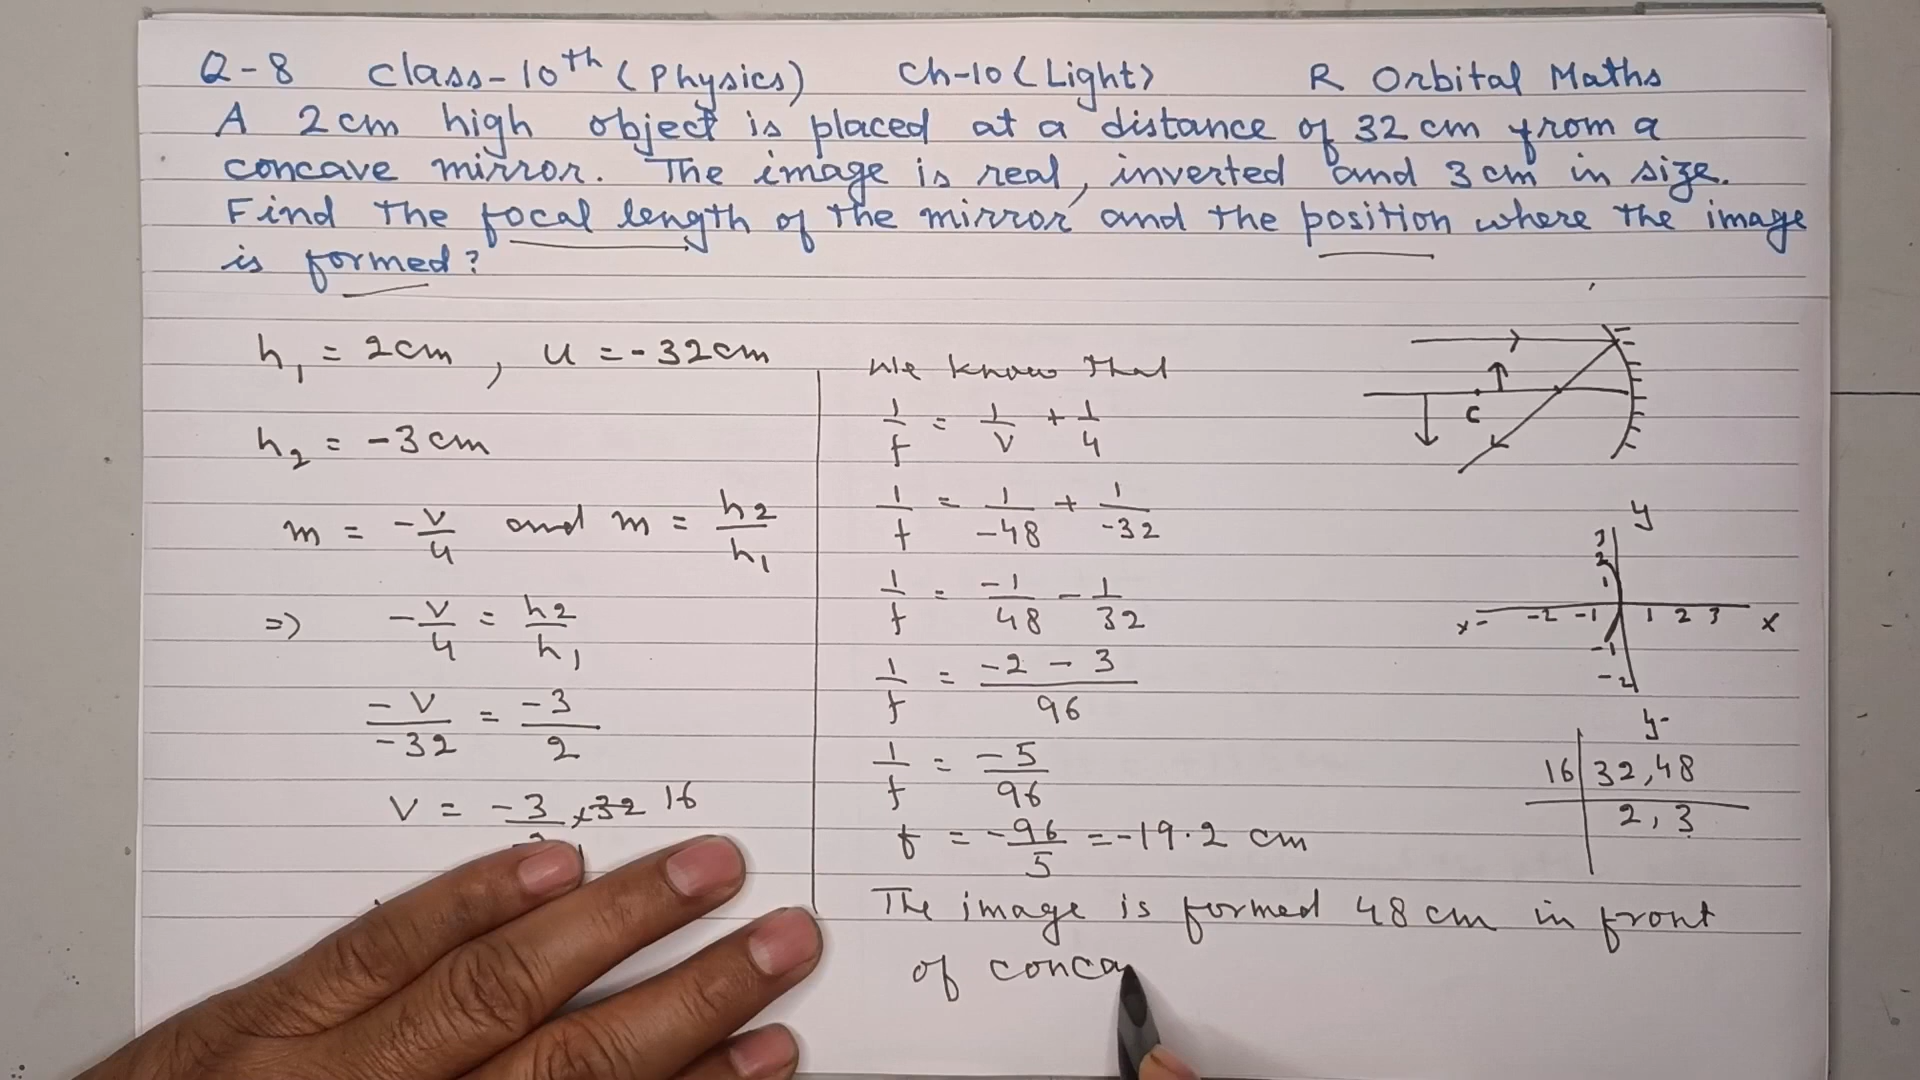 Q-8 Class-10th (Physics) Ch-10 (Light) R Orbital Maths
A 2cm high object is placed at a distance of 32 cm from a
concave mirror. The image is real, inverted and 3 cm in size.
Find the focal length of the mirror and the position where the image
is formed?
h₁ = 2cm, u = -32cm
h₂ = -3cm
m = -v/u and m = h₂/h₁
=> -v/u = h₂/h₁
-v/-32 = -3/2
v = -3/2 × 32 16
We know that
1/f = 1/v + 1/u
1/f = 1/-48 + 1/-32
1/f = -1/48 - 1/32
1/f = -2 - 3/96
1/f = -5/96
f = -96/5 = -19.2 cm
The image is formed 48 cm in front
of conca
C
y
3
2
1
x- -2 -1 1 2 3 x
-1
-2
y-
16 | 32, 48
2, 3